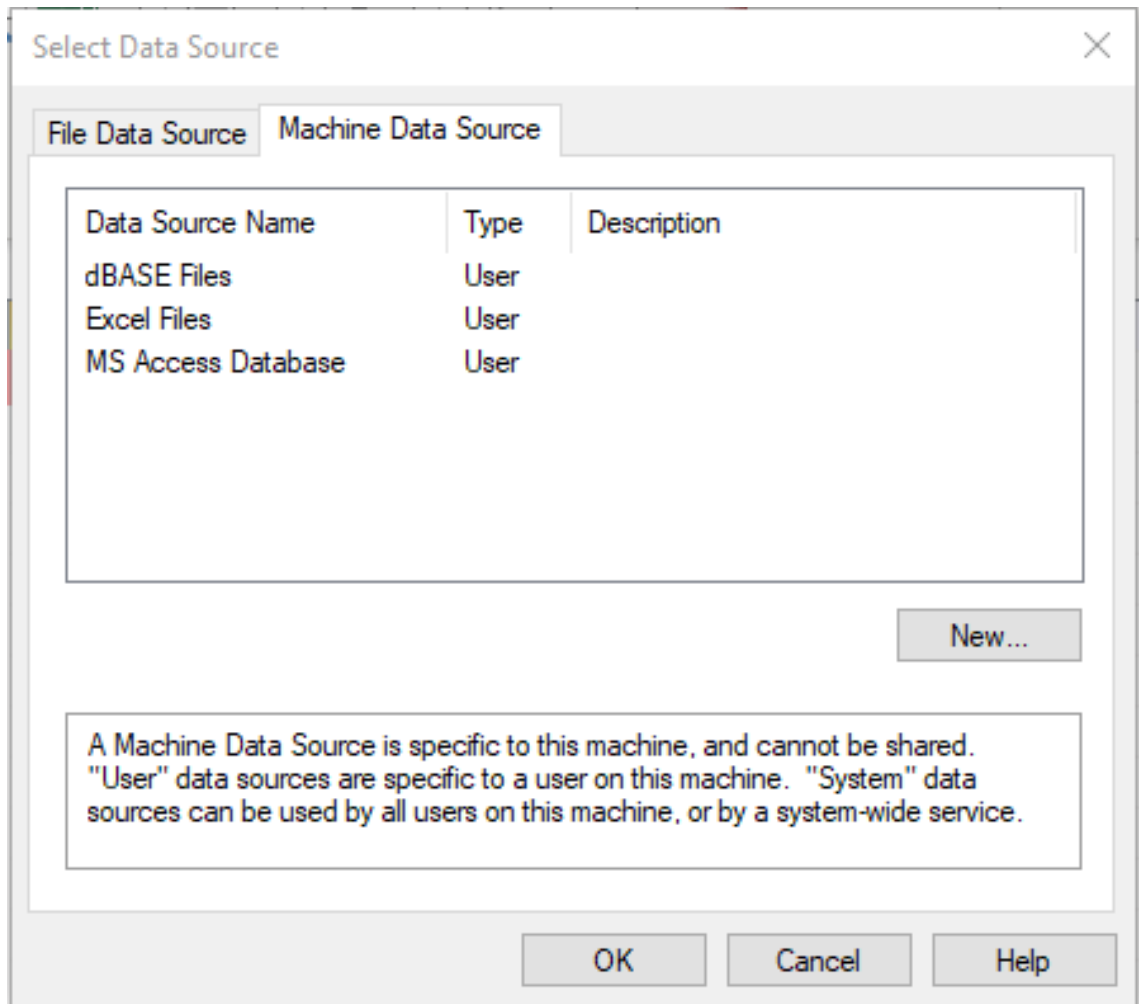 Select Data Source
File Data Source Machine Data Source
Data Source Name Type Description
dBASE Files User
Excel Files User
MS Access Database User
New...
A Machine Data Source is specific to this machine, and cannot be shared.
"User" data sources are specific to a user on this machine.  "System" data
sources can be used by all users on this machine, or by a system-wide service.
OK Cancel Help